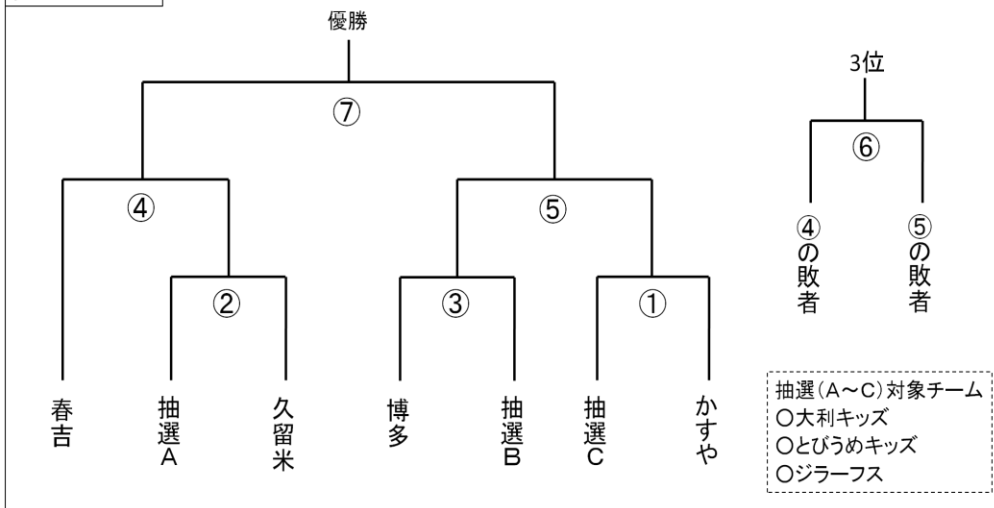 優勝
⑦
④
⑤
②
③
①
春吉
抽選A
久留米
博多
抽選B
抽選C
かすや
3位
⑥
④の敗者
⑤の敗者
抽選(A～C)対象チーム
○大利キッズ
○とびうめキッズ
○ジラーフス